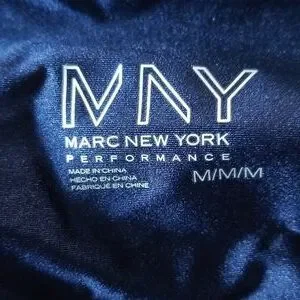 MNY
MARC NEW YORK
PERFORMANCE
MADE IN CHINA
HECHO EN CHINA
FABRIQUÉ EN CHINE
M/M/M